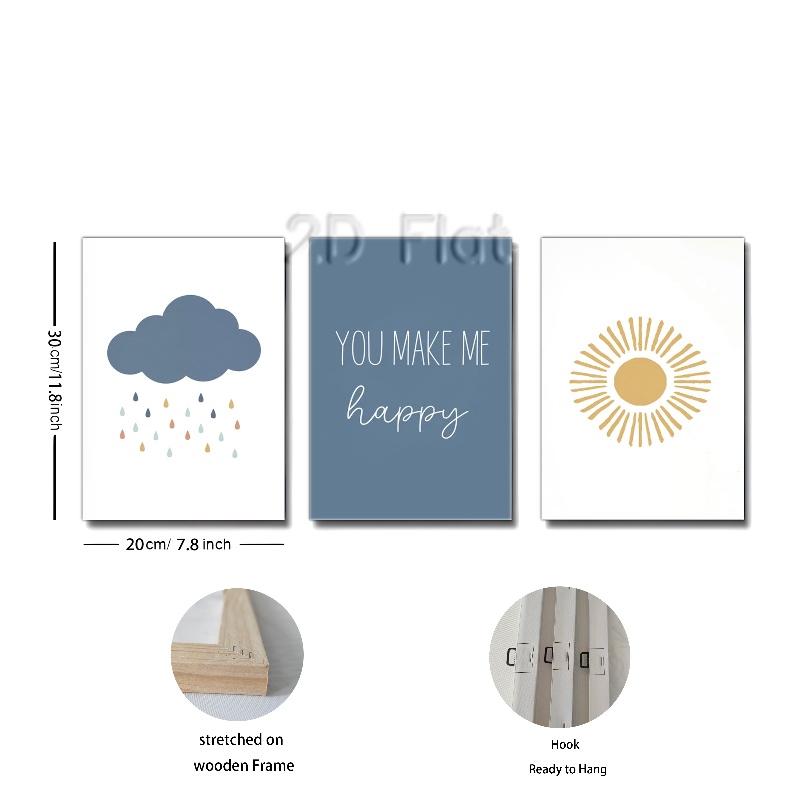 2.D Flat
YOU MAKE ME
happy
30cm/11.8inch
20cm/ 7.8 inch
stretched on
wooden Frame
Hook
Ready to Hang